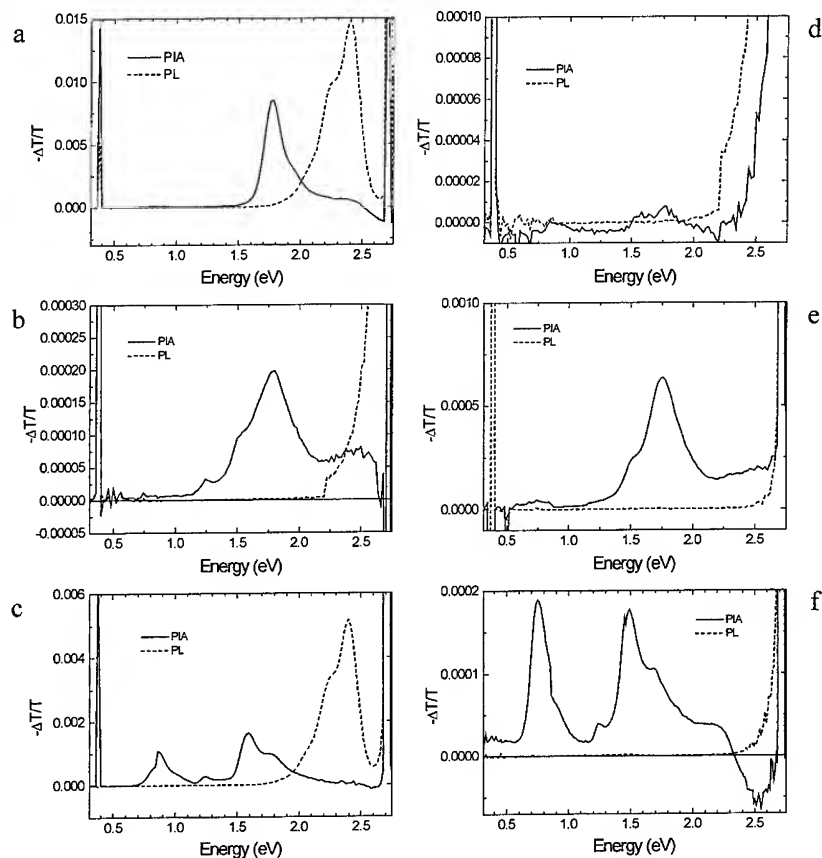 a
0.015
0.010
0.005
0.000
-ΔT/T
PIA
PL
0.5 1.0 1.5 2.0 2.5
Energy (eV)
b
0.00030
0.00025
0.00020
0.00015
0.00010
0.00005
0.00000
-0.00005
-ΔT/T
PIA
PL
0.5 1.0 1.5 2.0 2.5
Energy (eV)
c
0.006
0.004
0.002
0.000
-ΔT/T
PIA
PL
0.5 1.0 1.5 2.0 2.5
Energy (eV)
d
0.00010
0.00008
0.00006
0.00004
0.00002
0.00000
-ΔT/T
PIA
PL
0.5 1.0 1.5 2.0 2.5
Energy (eV)
e
0.0010
0.0005
0.0000
-ΔT/T
PIA
PL
0.5 1.0 1.5 2.0 2.5
Energy (eV)
f
0.0002
0.0001
0.0000
-ΔT/T
PIA
PL
0.5 1.0 1.5 2.0 2.5
Energy (eV)